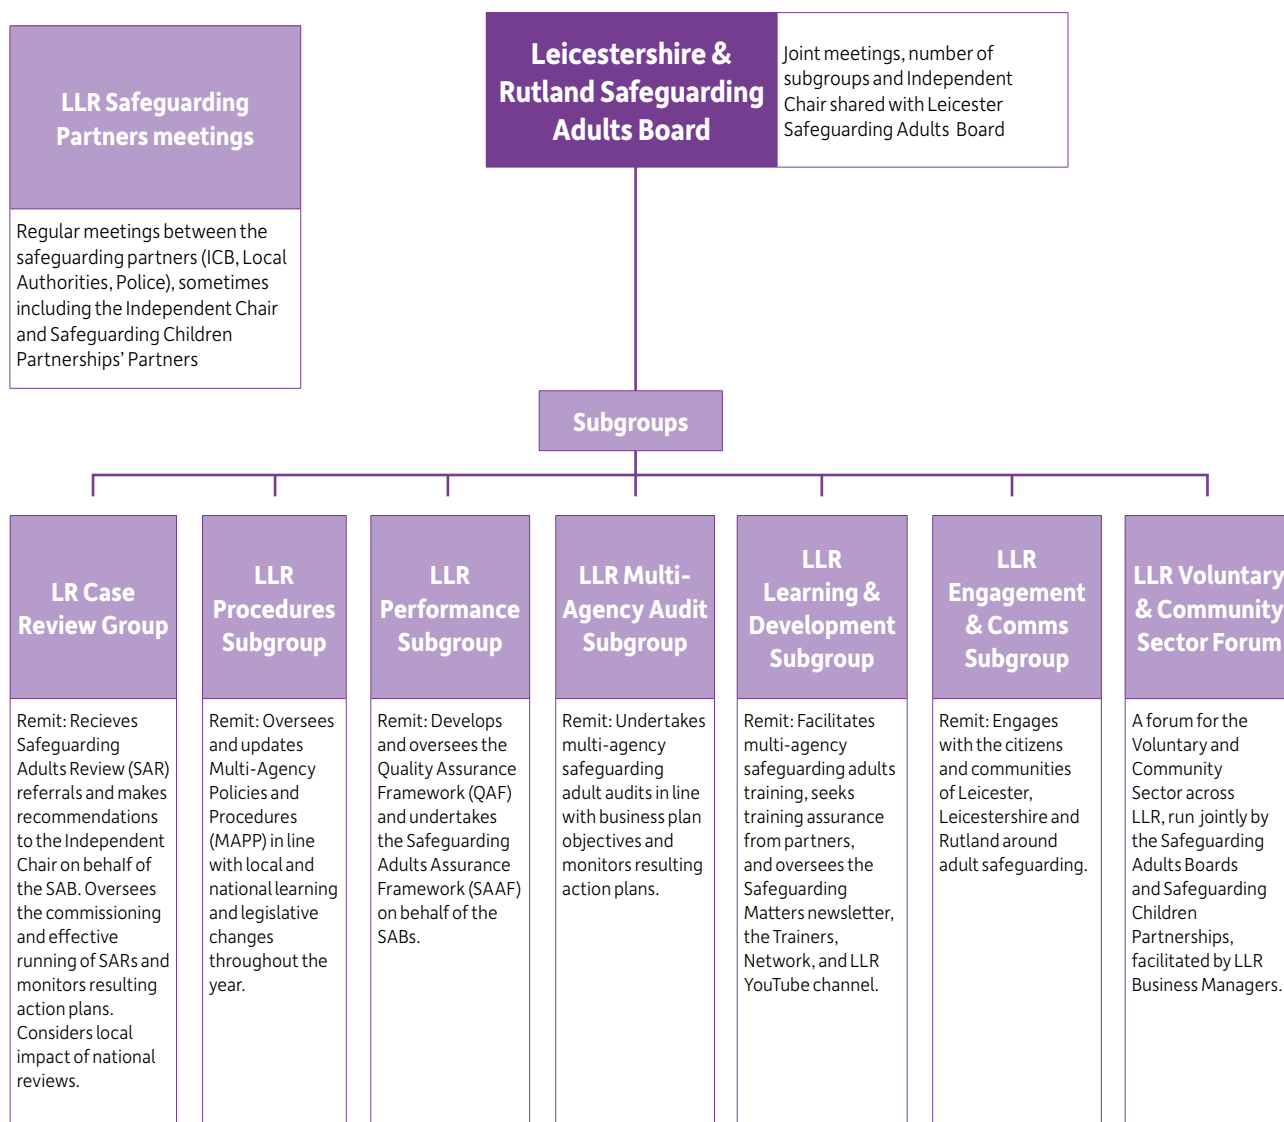 LLR Safeguarding
Partners meetings
Regular meetings between the
safeguarding partners (ICB, Local
Authorities, Police), sometimes
including the Independent Chair
and Safeguarding Children
Partnerships’ Partners
Leicestershire &
Rutland Safeguarding
Adults Board
Joint meetings, number of
subgroups and Independent
Chair shared with Leicester
Safeguarding Adults Board
Subgroups
LR Case
Review Group
Remit: Recieves
Safeguarding
Adults Review (SAR)
referrals and makes
recommendations
to the Independent
Chair on behalf of
the SAB. Oversees
the commissioning
and effective
running of SARs and
monitors resulting
action plans.
Considers local
impact of national
reviews.
LLR
Procedures
Subgroup
Remit: Oversees
and updates
Multi-Agency
Policies and
Procedures
(MAPP) in line
with local and
national learning
and legislative
changes
throughout the
year.
LLR
Performance
Subgroup
Remit: Develops
and oversees the
Quality Assurance
Framework (QAF)
and undertakes
the Safeguarding
Adults Assurance
Framework (SAAF)
on behalf of the
SABs.
LLR Multi-
Agency Audit
Subgroup
Remit: Undertakes
multi-agency
safeguarding
adult audits in line
with business plan
objectives and
monitors resulting
action plans.
LLR
Learning &
Development
Subgroup
Remit: Facilitates
multi-agency
safeguarding adults
training, seeks
training assurance
from partners,
and oversees the
Safeguarding
Matters newsletter,
the Trainers,
Network, and LLR
YouTube channel.
LLR
Engagement
& Comms
Subgroup
Remit: Engages
with the citizens
and communities
of Leicester,
Leicestershire and
Rutland around
adult safeguarding.
LLR Voluntary
& Community
Sector Forum
A forum for the
Voluntary and
Community
Sector across
LLR, run jointly by
the Safeguarding
Adults Boards
and Safeguarding
Children
Partnerships,
facilitated by LLR
Business Managers.